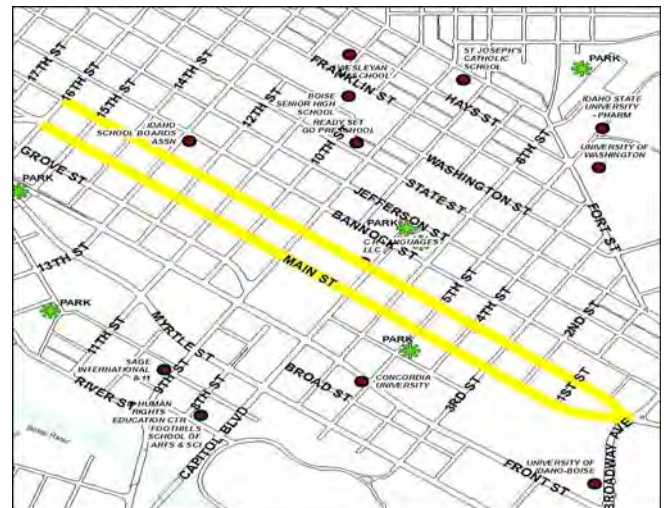 17TH ST
16TH ST
15TH ST
14TH ST
12TH ST
10TH ST
FRANKLIN ST
HAYS ST
ST JOSEPH'S
CATHOLIC
SCHOOL
PARK
BOISE
SENIOR HIGH
SCHOOL
READY SET
GO PRESCHOOL
IDAHO
SCHOOL BOARDS
ASSN
IDAHO STATE
UNIVERSITY
- PHARM
UNIVERSITY OF
WASHINGTON
6TH ST
WASHINGTON ST
STATE ST
JEFFERSON ST
BANNOCK ST
FORT ST
GROVE ST
PARK
PARK
LLC
MAIN ST
13TH ST
PARK
11TH ST
MYRTLE ST
9TH ST
8TH ST
SAGE
INTERNATIONAL
RIVER ST
HUMAN
RIGHTS
EDUCATION CTR
FOOTHILLS
SCHOOL OF
ARTS & SCI
CAPITOL BLVD
BROAD ST
PARK
CONCORDIA
UNIVERSITY
5TH ST
4TH ST
3RD ST
2ND ST
1ST ST
FRONT ST
UNIVERSITY OF
IDAHO-BOISE
BROADWAY AVE